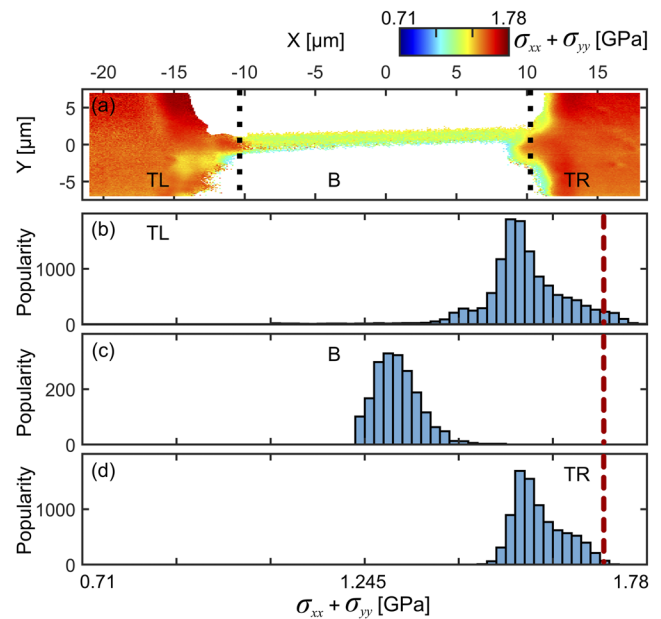 0.71 1.78
X [µm] σxx + σyy [GPa]
-20 -15 -10 -5 0 5 10 15
(a)
Y [µm]
5
0
-5
TL B TR
(b) TL
Popularity
1000
0
(c) B
Popularity
200
0
(d) TR
Popularity
1000
0
0.71 1.245 1.78
σxx + σyy [GPa]